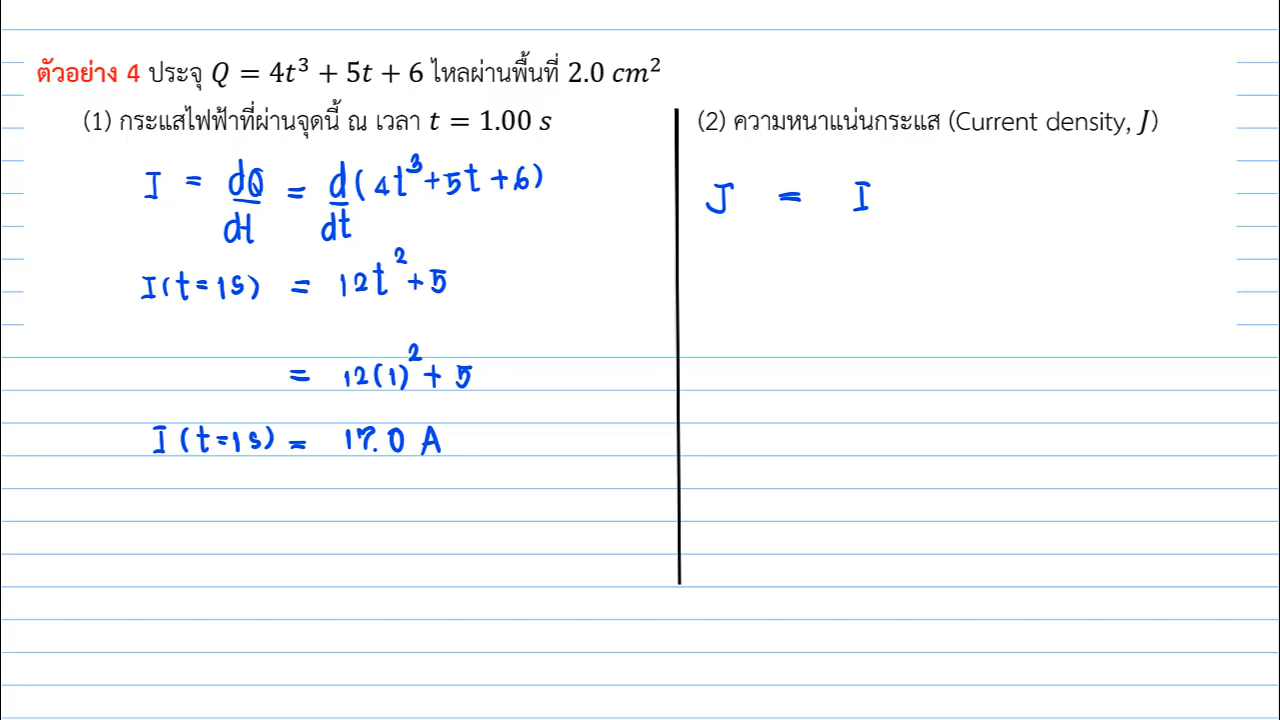 ตัวอย่าง 4 ประจุ Q = 4t³ + 5t + 6 ไหลผ่านพื้นที่ 2.0 cm²
(1) กระแสไฟฟ้าที่ผ่านจุดนี้ ณ เวลา t = 1.00 s
I = dQ/dt = d/dt (4t³ + 5t + 6)
I(t=1s) = 12t² + 5
= 12(1)² + 5
I(t=1s) = 17.0 A
(2) ความหนาแน่นกระแส (Current density, J)
J = I